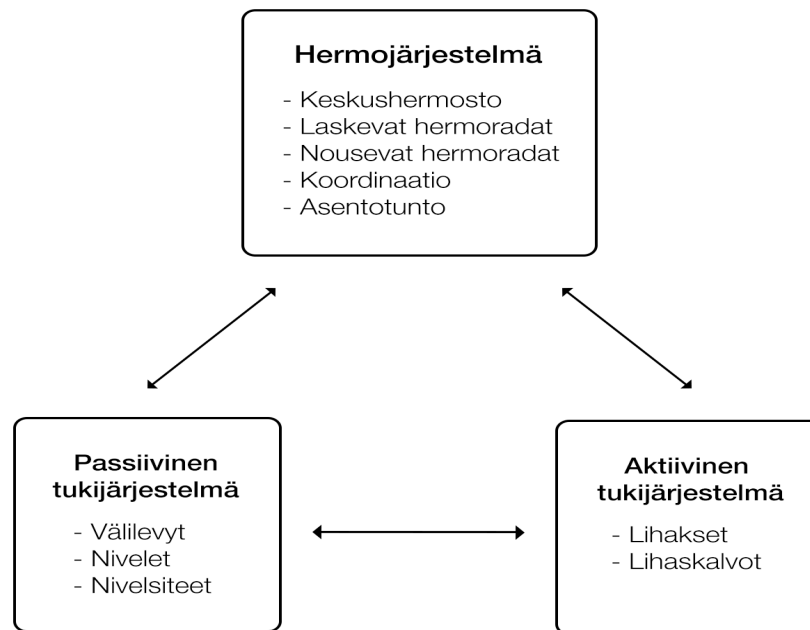 Hermojärjestelmä
- Keskushermosto
- Laskevat hermoradat
- Nousevat hermoradat
- Koordinaatio
- Asentotunto
Passiivinen
tukijärjestelmä
- Välilevyt
- Nivelet
- Nivelsiteet
Aktiivinen
tukijärjestelmä
- Lihakset
- Lihaskalvot